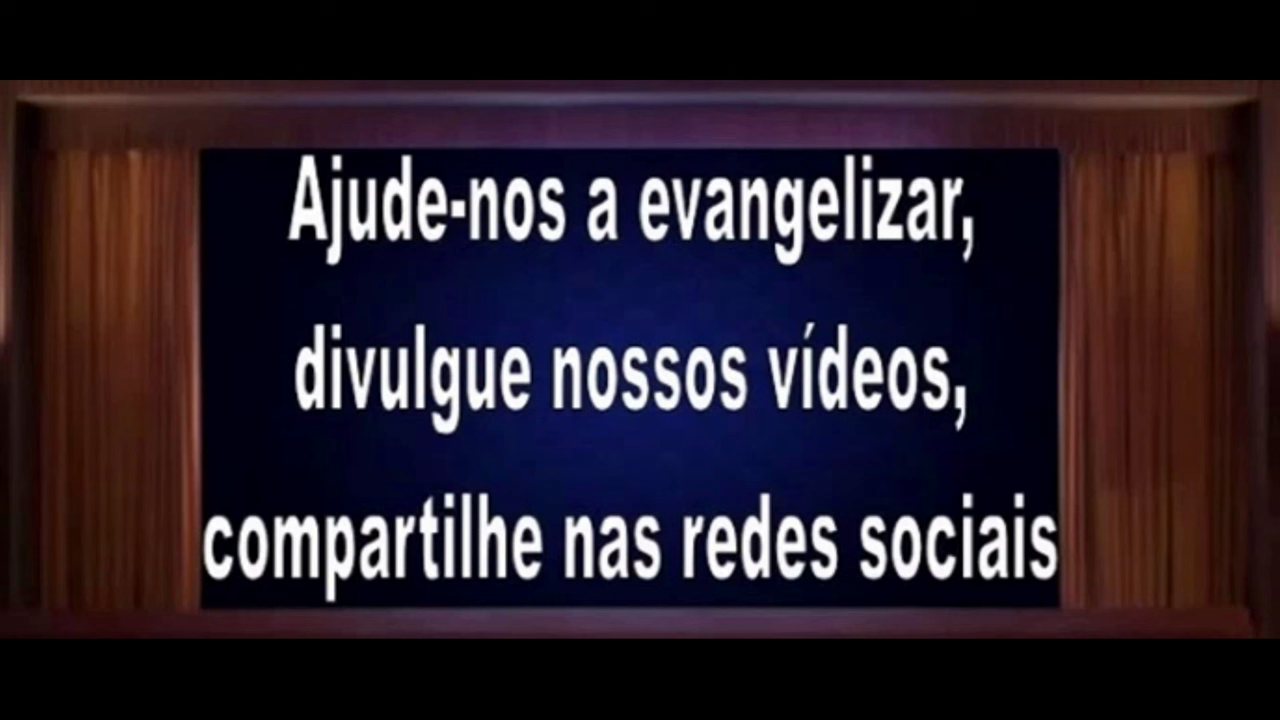 Ajude-nos a evangelizar,
divulgue nossos vídeos,
compartilhe nas redes sociais